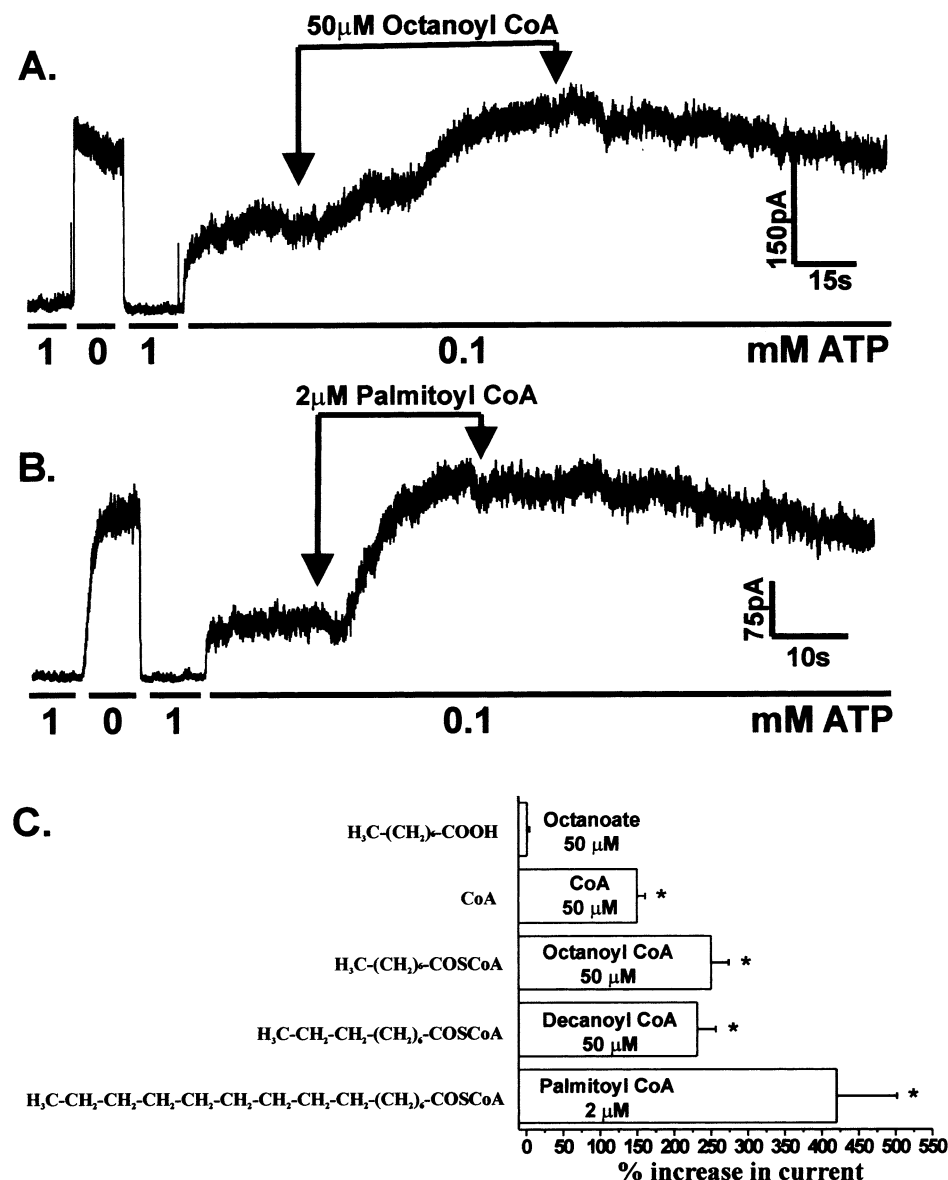 A.
50µM Octanoyl CoA
150pA
15s
1 0 1 0.1 mM ATP
B.
2µM Palmitoyl CoA
75pA
10s
1 0 1 0.1 mM ATP
C.
H₃C-(CH₂)₆-COOH
Octanoate
50 µM
CoA
CoA
50 µM
*
H₃C-(CH₂)₆-COSCoA
Octanoyl CoA
50 µM
*
H₃C-CH₂-CH₂-(CH₂)₆-COSCoA
Decanoyl CoA
50 µM
*
H₃C-CH₂-CH₂-CH₂-CH₂-CH₂-CH₂-CH₂-CH₂-(CH₂)₆-COSCoA
Palmitoyl CoA
2 µM
*
0 50 100 150 200 250 300 350 400 450 500 550
% increase in current